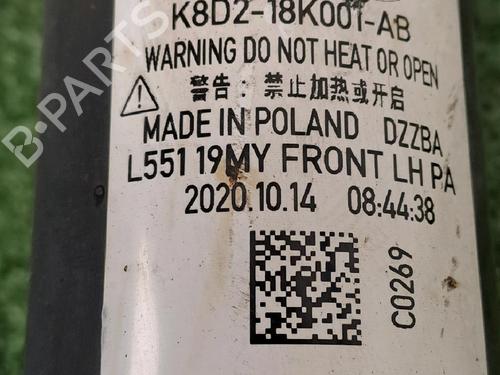 K8D2-18K001-AB
WARNING DO NOT HEAT OR OPEN
警告:禁止加热或开启
MADE IN POLAND DZZBA
L551 19MY FRONT LH PA
2020.10.14 08:44:38
C0269
B-PARTS